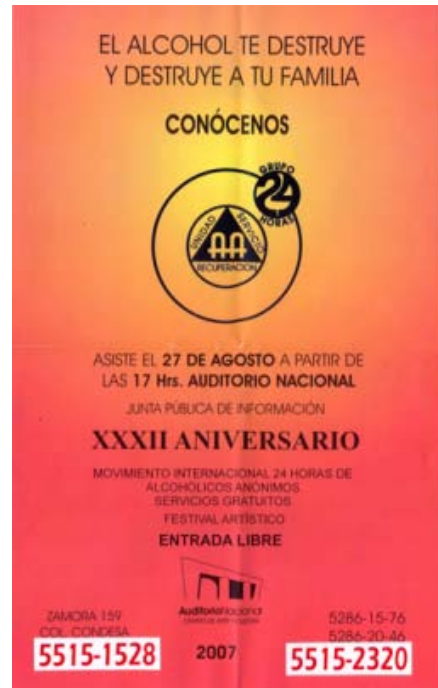 EL ALCOHOL TE DESTRUYE
Y DESTRUYE A TU FAMILIA
CONÓCENOS
GRUPO
24
HORAS
UNIDAD SERVICIO
AA
RECUPERACION
ASISTE EL 27 DE AGOSTO A PARTIR DE
LAS 17 Hrs. AUDITORIO NACIONAL
JUNTA PÚBLICA DE INFORMACIÓN
XXXII ANIVERSARIO
MOVIMIENTO INTERNACIONAL 24 HORAS DE
ALCOHÓLICOS ANÓNIMOS
SERVICIOS GRATUITOS
FESTIVAL ARTÍSTICO
ENTRADA LIBRE
AuditorioNacional
ZAMORA 159
COL. CONDESA
5515-1528
2007
5286-15-76
5286-20-46
5515-2320